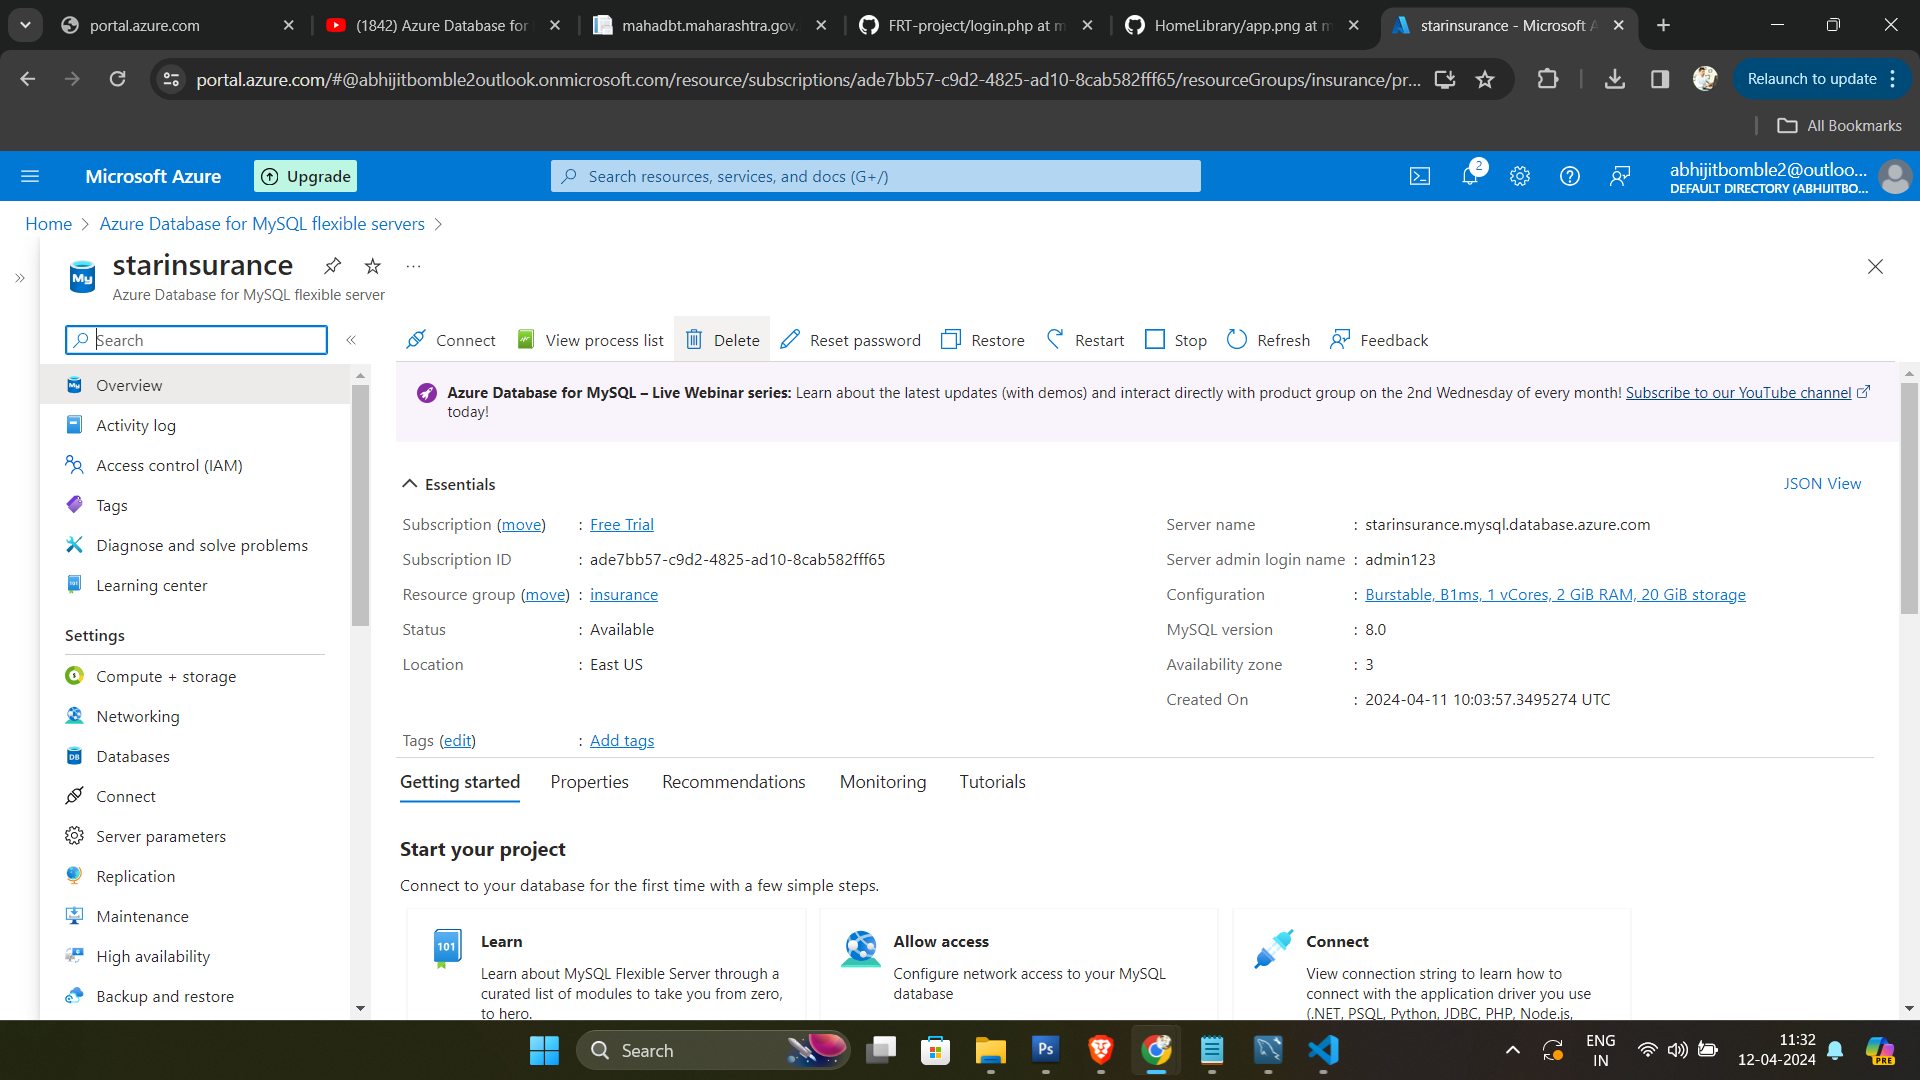 portal.azure.com
(1842) Azure Database for
mahadbt.maharashtra.gov.
FRT-project/login.php at m
HomeLibrary/app.png at m
starinsurance - Microsoft A
portal.azure.com/#@abhijitbomble2outlook.onmicrosoft.com/resource/subscriptions/ade7bb57-c9d2-4825-ad10-8cab582fff65/resourceGroups/insurance/pr...
Relaunch to update
All Bookmarks
Microsoft Azure
Upgrade
Search resources, services, and docs (G+/)
2
abhijitbomble2@outloo...
DEFAULT DIRECTORY (ABHIJITBO...
Home > Azure Database for MySQL flexible servers >
My
starinsurance
Azure Database for MySQL flexible server
Search
Connect
View process list
Delete
Reset password
Restore
Restart
Stop
Refresh
Feedback
Overview
Activity log
Access control (IAM)
Tags
Diagnose and solve problems
Learning center
Settings
Compute + storage
Networking
Databases
Connect
Server parameters
Replication
Maintenance
High availability
Backup and restore
Azure Database for MySQL – Live Webinar series: Learn about the latest updates (with demos) and interact directly with product group on the 2nd Wednesday of every month! Subscribe to our YouTube channel
today!
Essentials
JSON View
Subscription (move) : Free Trial
Subscription ID : ade7bb57-c9d2-4825-ad10-8cab582fff65
Resource group (move) : insurance
Status : Available
Location : East US
Server name : starinsurance.mysql.database.azure.com
Server admin login name : admin123
Configuration : Burstable, B1ms, 1 vCores, 2 GiB RAM, 20 GiB storage
MySQL version : 8.0
Availability zone : 3
Created On : 2024-04-11 10:03:57.3495274 UTC
Tags (edit) : Add tags
Getting started
Properties
Recommendations
Monitoring
Tutorials
Start your project
Connect to your database for the first time with a few simple steps.
101
Learn
Learn about MySQL Flexible Server through a
curated list of modules to take you from zero,
to hero.
Allow access
Configure network access to your MySQL
database
Connect
View connection string to learn how to
connect with the application driver you use
(.NET, PSQL, Python, JDBC, PHP, Node.js,
Search
Ps
ENG
IN
11:32
12-04-2024
PRE